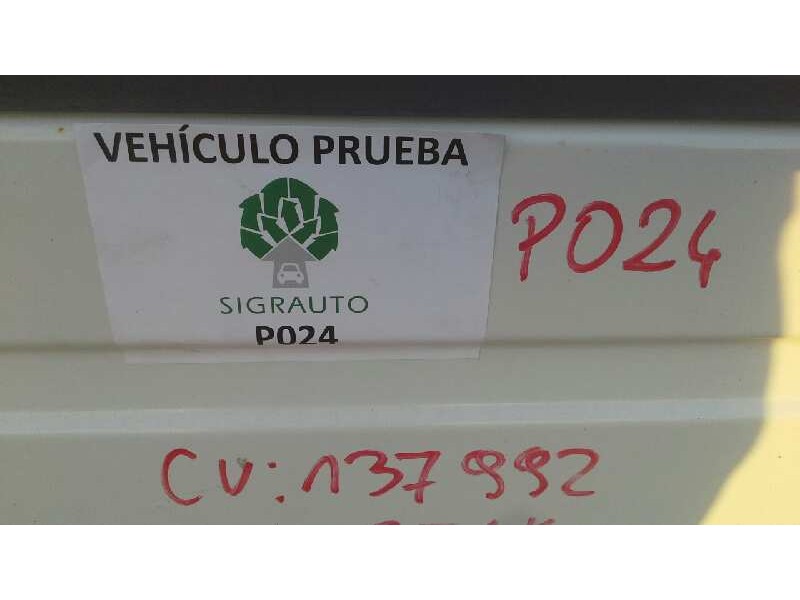 VEHÍCULO PRUEBA
SIGRAUTO
P024
P024
CV: 137992